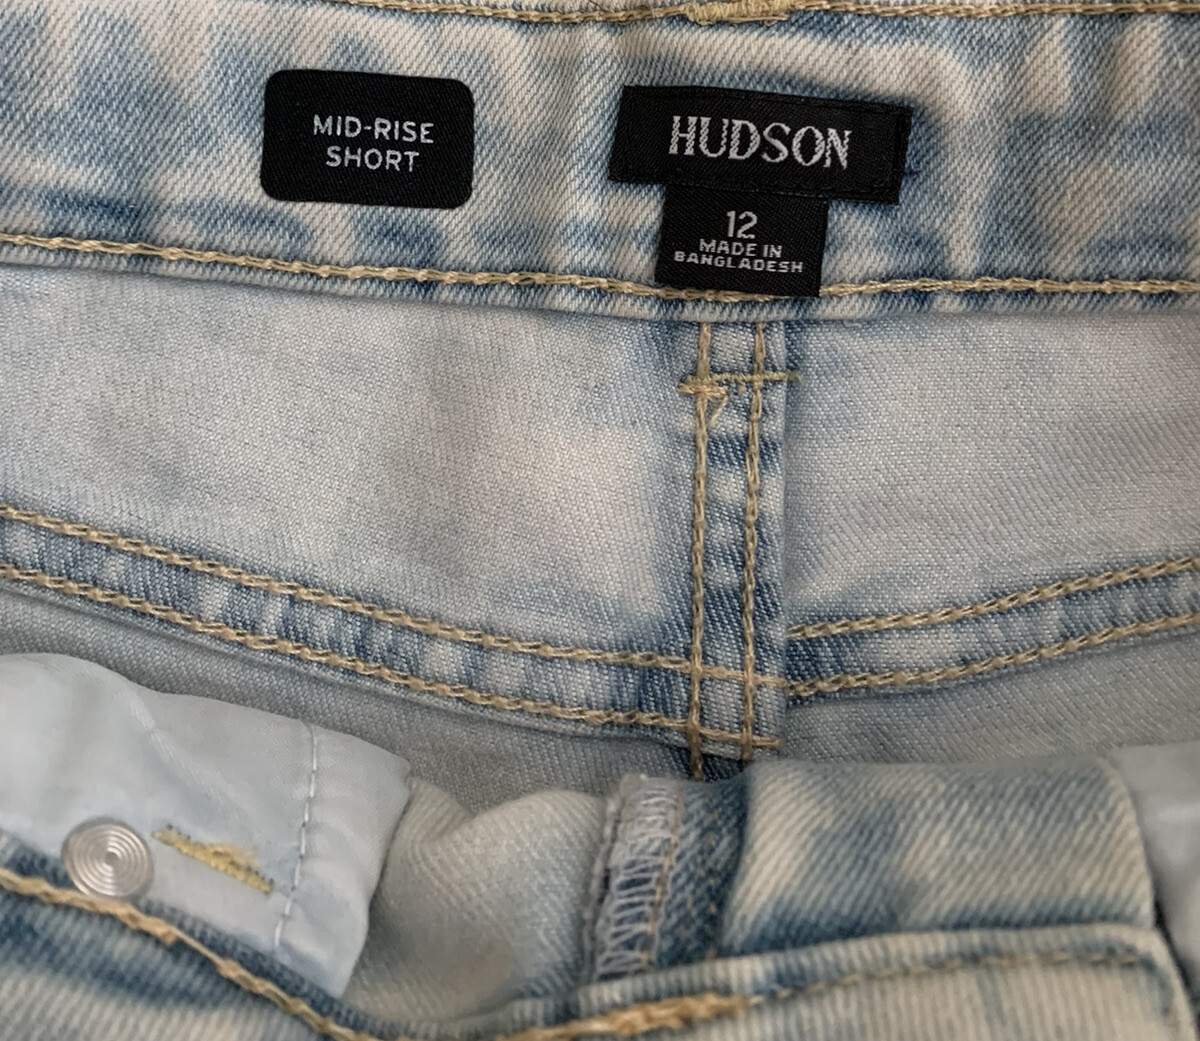 MID-RISE
SHORT
HUDSON
12
MADE IN
BANGLADESH